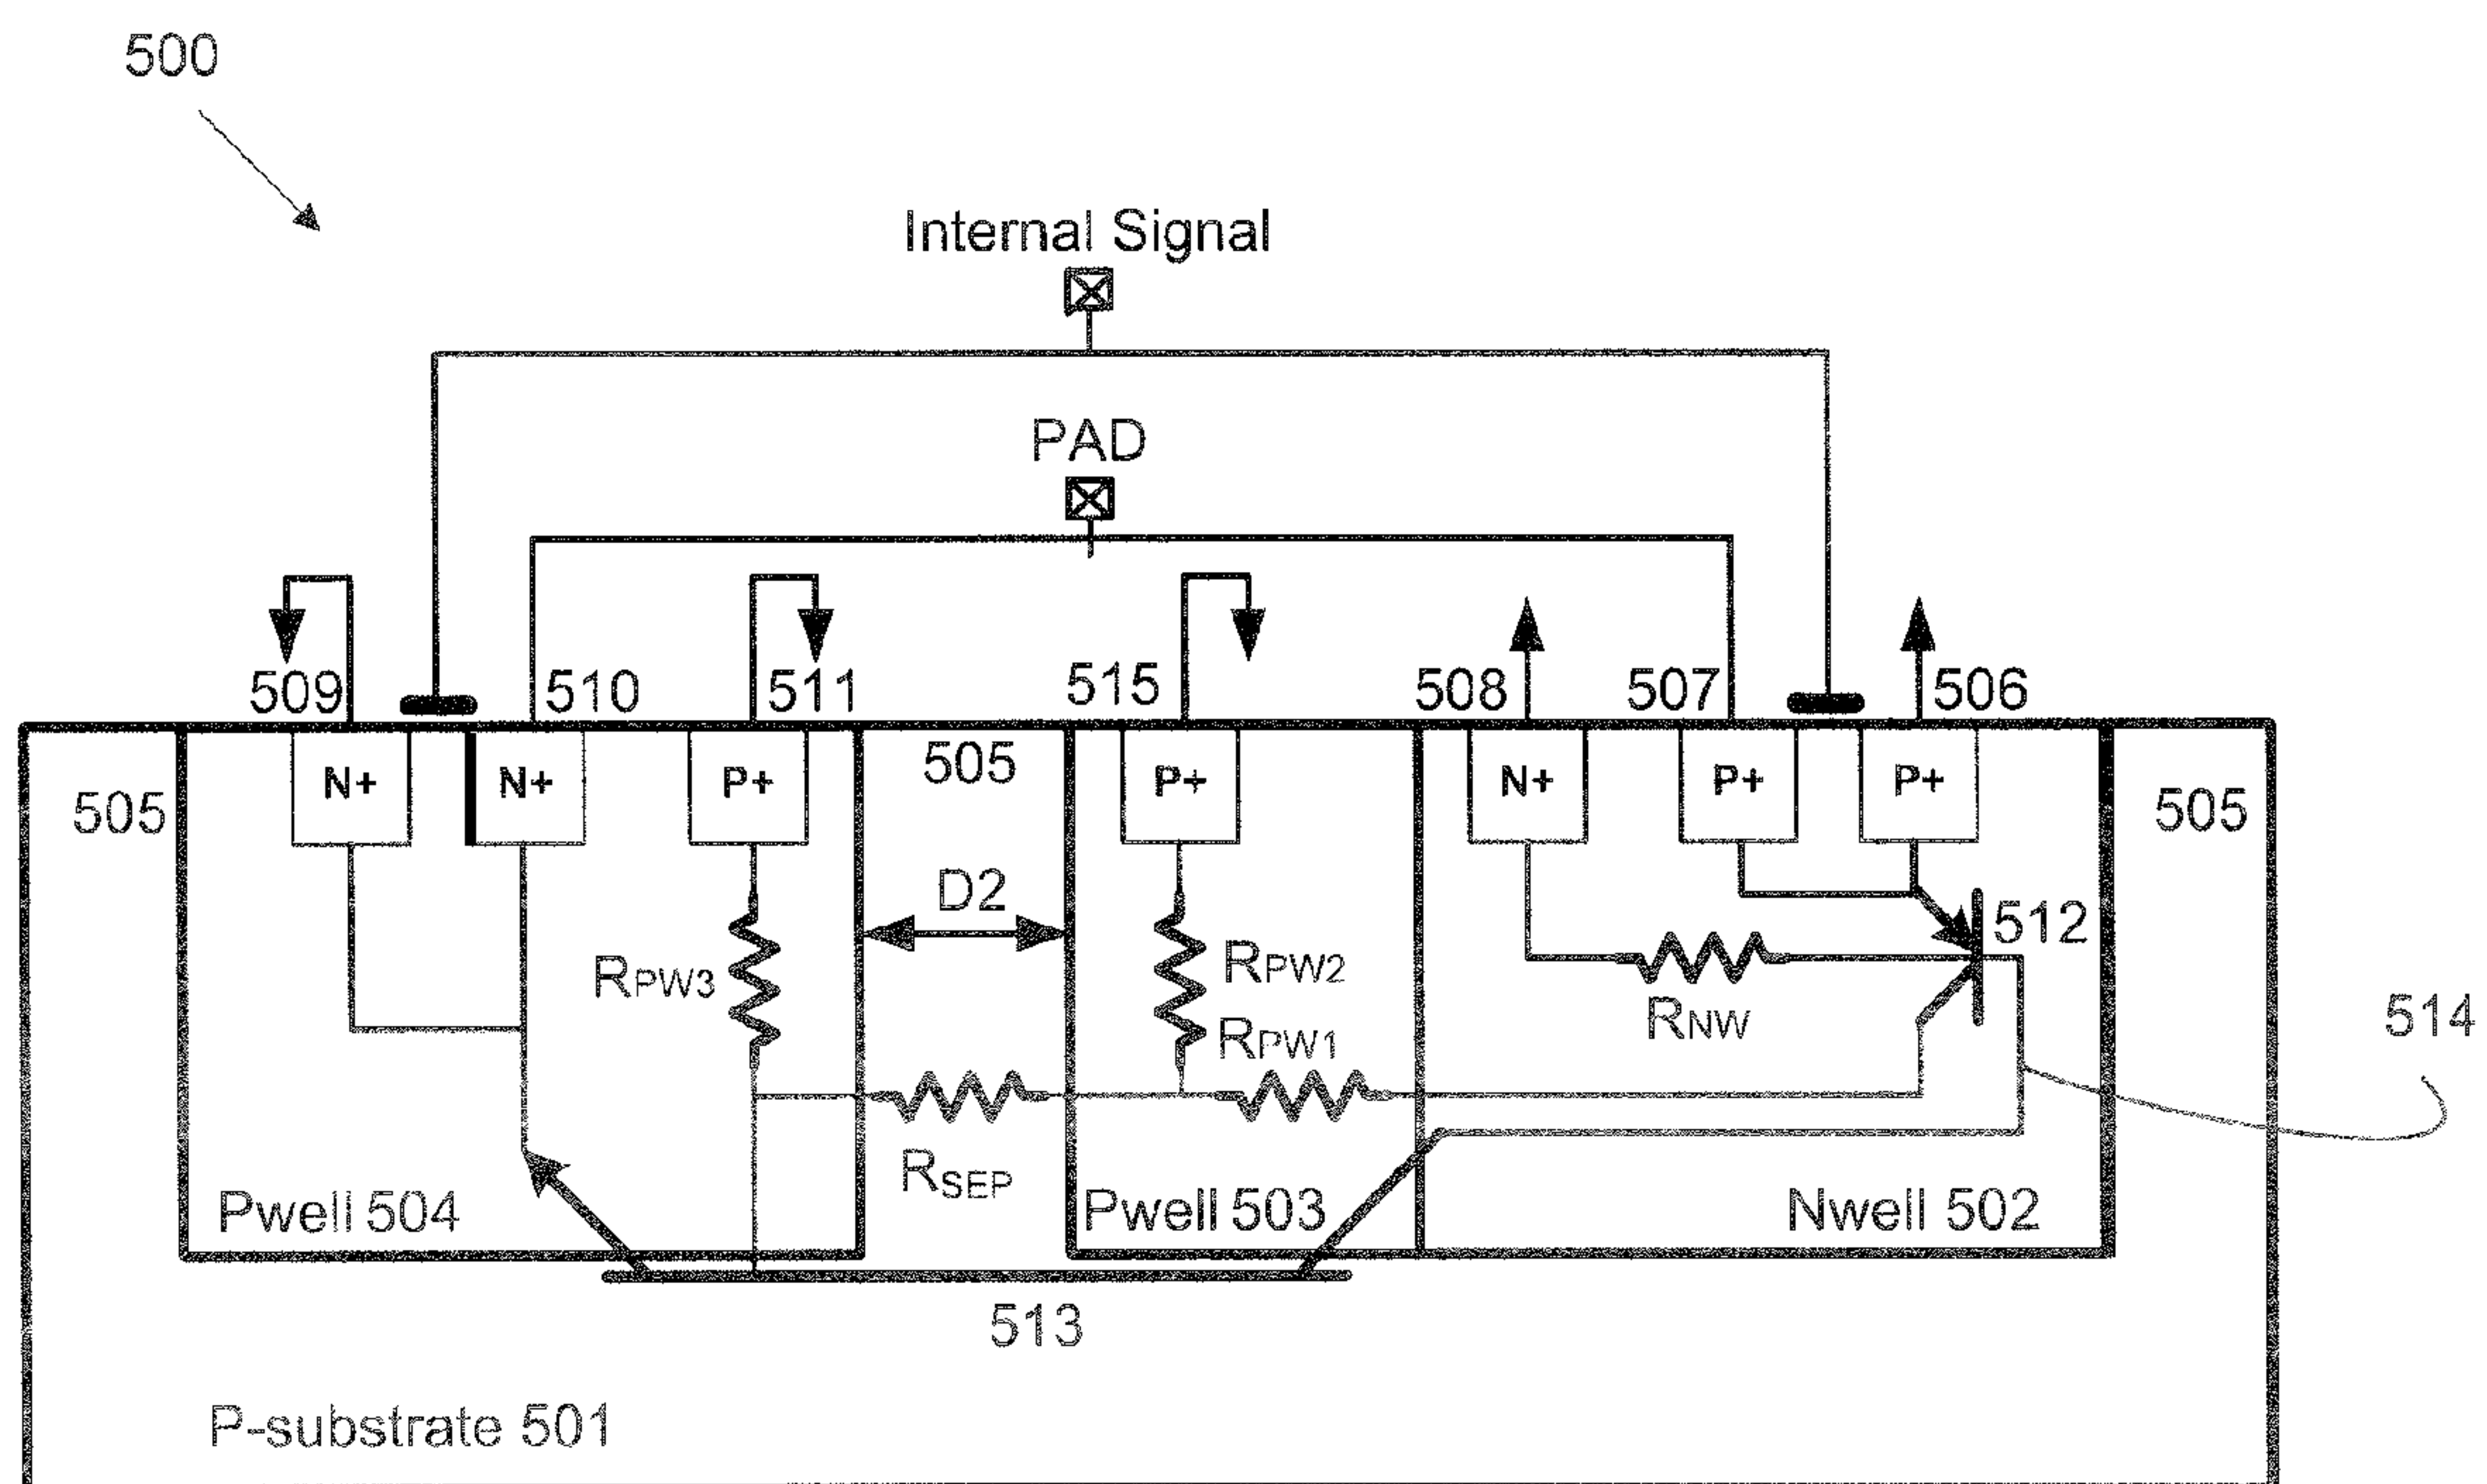 500
Internal Signal
PAD
509 510 511 515 508 507 506
505 N+ N+ P+ 505 P+ N+ P+ P+ 505
D2 512
RPW3 RPW2 RNW 514
RPW1
RSEP
Pwell 504 Pwell 503 Nwell 502
513
P-substrate 501